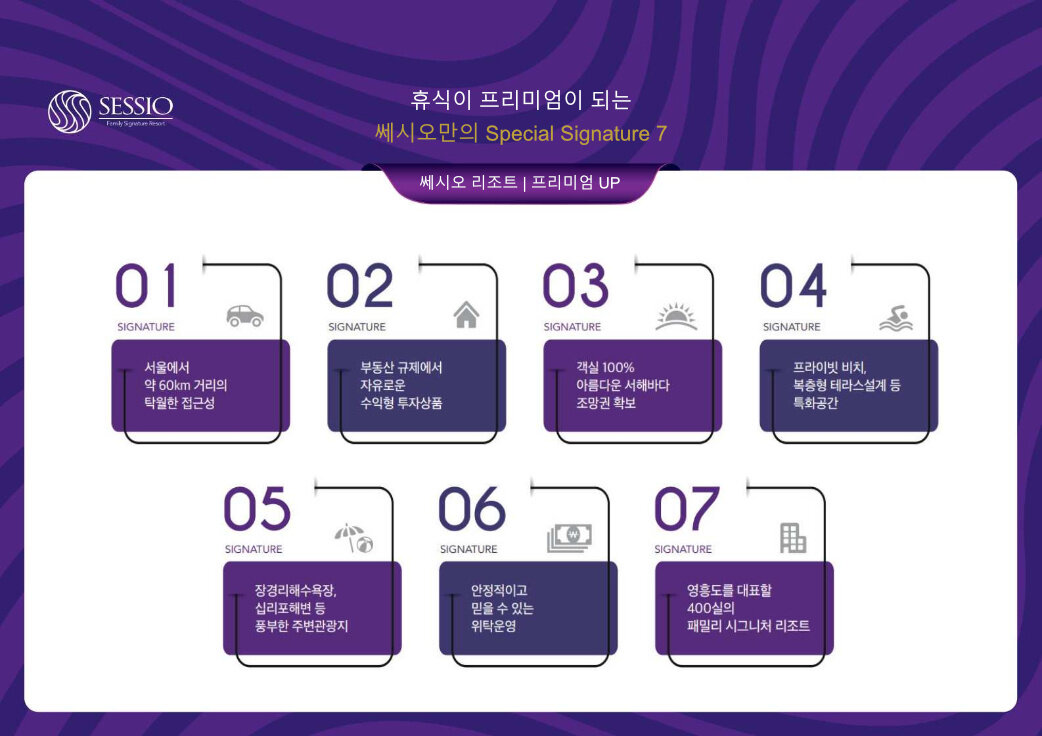 SESSIO
Family Signature Resort
휴식이 프리미엄이 되는
쎄시오만의 Special Signature 7
쎄시오 리조트 | 프리미엄 UP
01
SIGNATURE
서울에서
약 60km 거리의
탁월한 접근성
02
SIGNATURE
부동산 규제에서
자유로운
수익형 투자상품
03
SIGNATURE
객실 100%
아름다운 서해바다
조망권 확보
04
SIGNATURE
프라이빗 비치,
복층형 테라스설계 등
특화공간
05
SIGNATURE
장경리해수욕장,
십리포해변 등
풍부한 주변관광지
06
SIGNATURE
안정적이고
믿을 수 있는
위탁운영
07
SIGNATURE
영흥도를 대표할
400실의
패밀리 시그니처 리조트